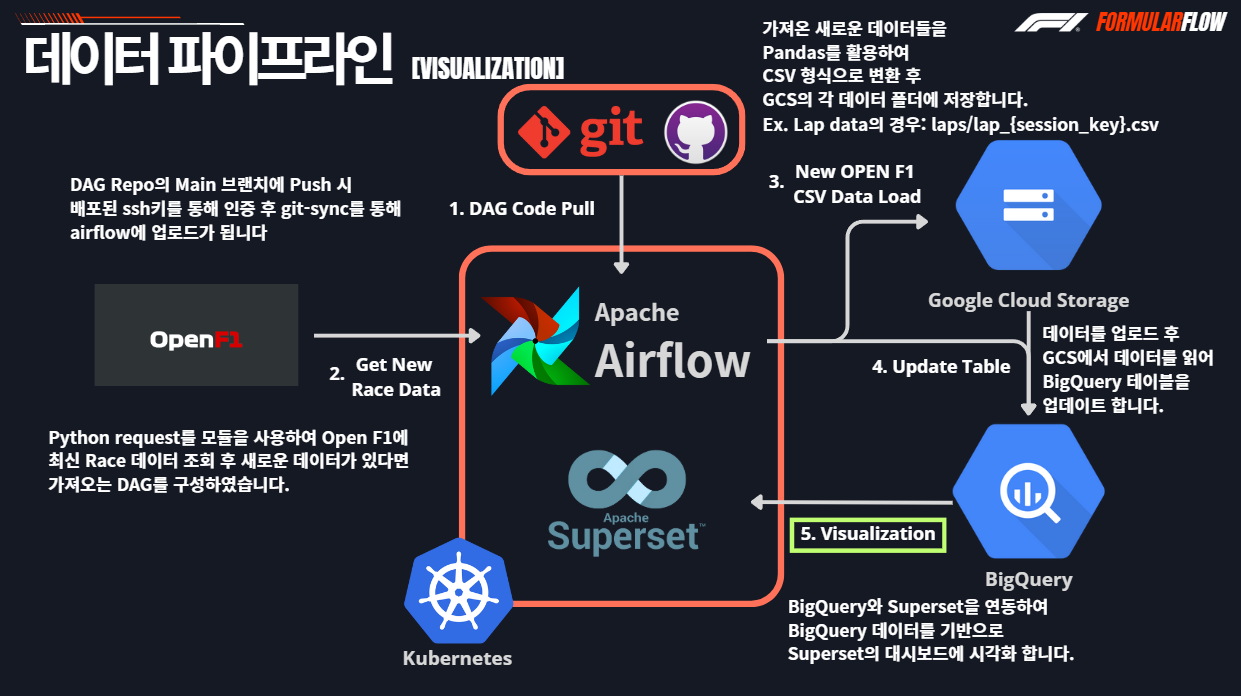 데이터 파이프라인 [VISUALIZATION]
F1 FORMULARFLOW
가져온 새로운 데이터들을
Pandas를 활용하여
CSV 형식으로 변환 후
GCS의 각 데이터 폴더에 저장합니다.
Ex. Lap data의 경우: laps/lap_{session_key}.csv
git
DAG Repo의 Main 브랜치에 Push 시
배포된 ssh키를 통해 인증 후 git-sync를 통해
airflow에 업로드가 됩니다
1. DAG Code Pull
3. New OPEN F1
CSV Data Load
Google Cloud Storage
OpenF1
2. Get New
Race Data
Apache
Airflow
4. Update Table
데이터를 업로드 후
GCS에서 데이터를 읽어
BigQuery 테이블을
업데이트 합니다.
Python request를 모듈을 사용하여 Open F1에
최신 Race 데이터 조회 후 새로운 데이터가 있다면
가져오는 DAG를 구성하였습니다.
Apache
Superset™
5. Visualization
BigQuery
Kubernetes
BigQuery와 Superset을 연동하여
BigQuery 데이터를 기반으로
Superset의 대시보드에 시각화 합니다.